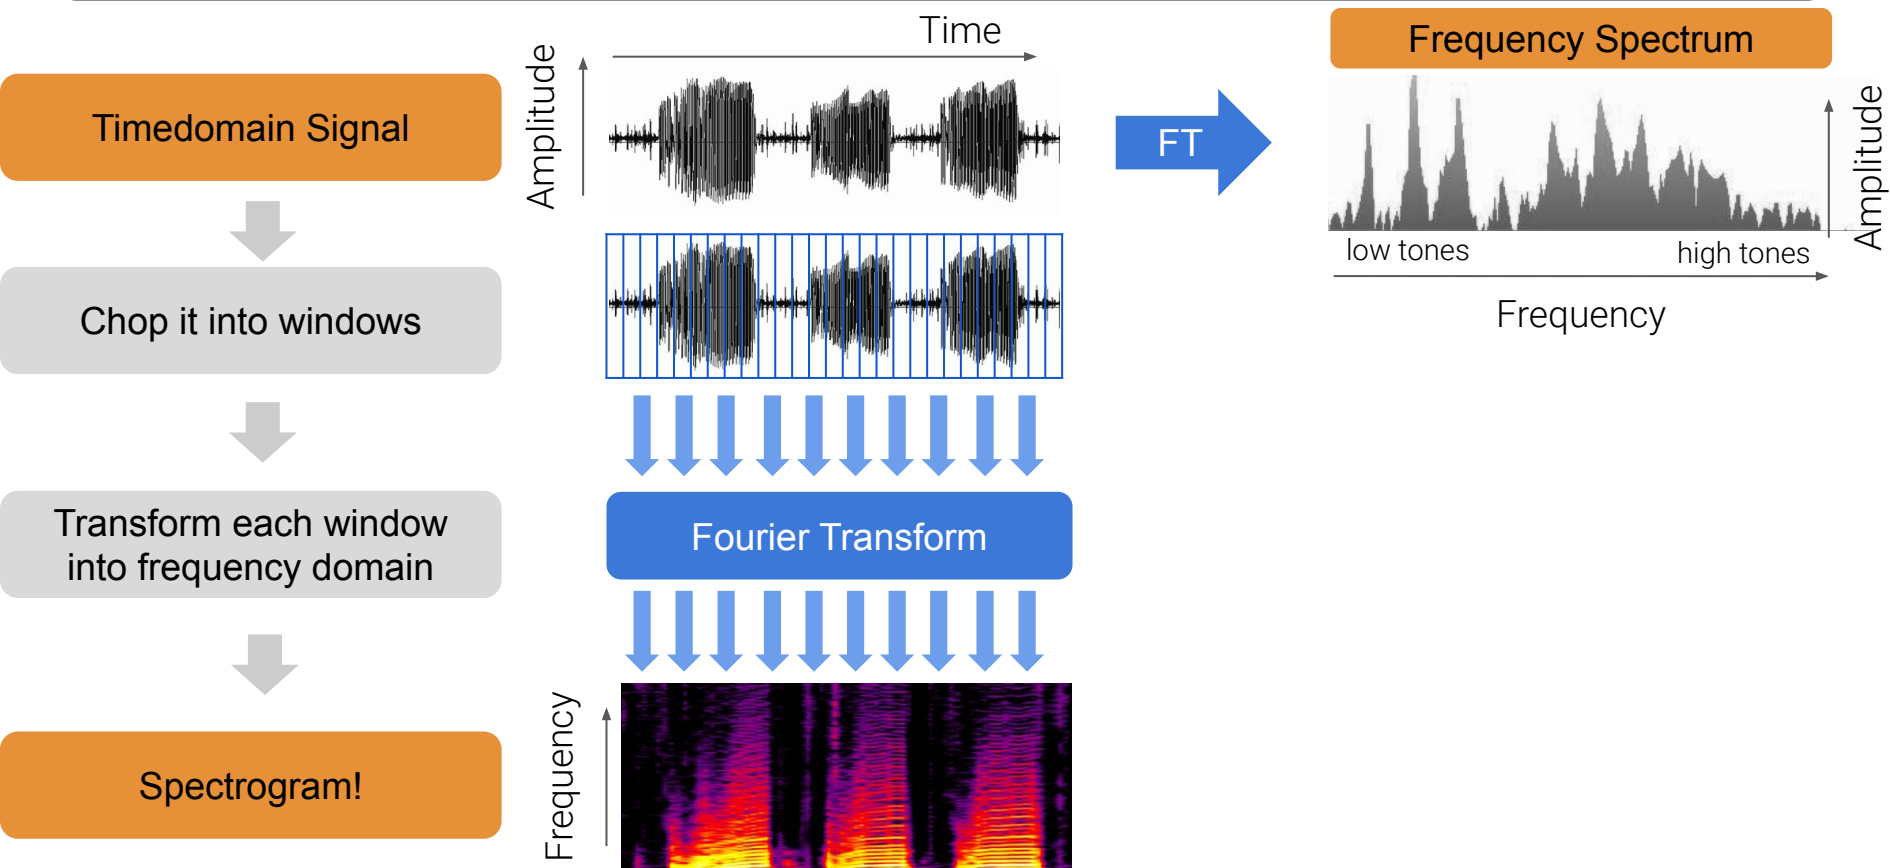 Time
Amplitude
Timedomain Signal
FT
Frequency Spectrum
Amplitude
low tones
high tones
Frequency
Chop it into windows
Transform each window
into frequency domain
Fourier Transform
Spectrogram!
Frequency